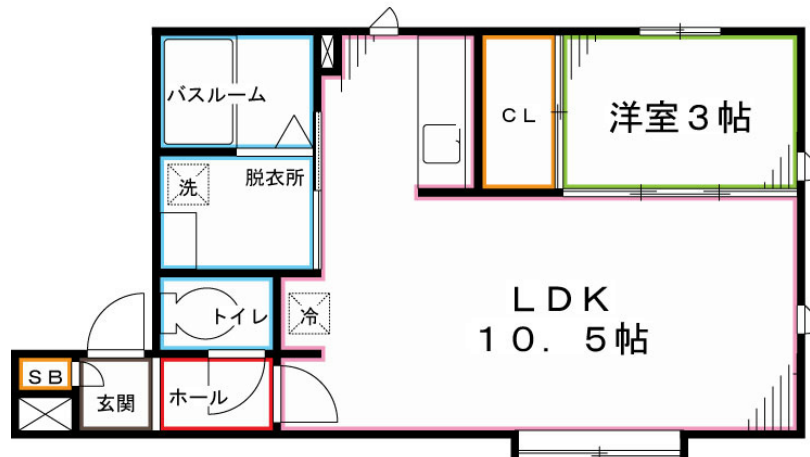 バスルーム
CL
洋室3帖
洗
脱衣所
LDK
10.5帖
トイレ
冷
SB
玄関
ホール